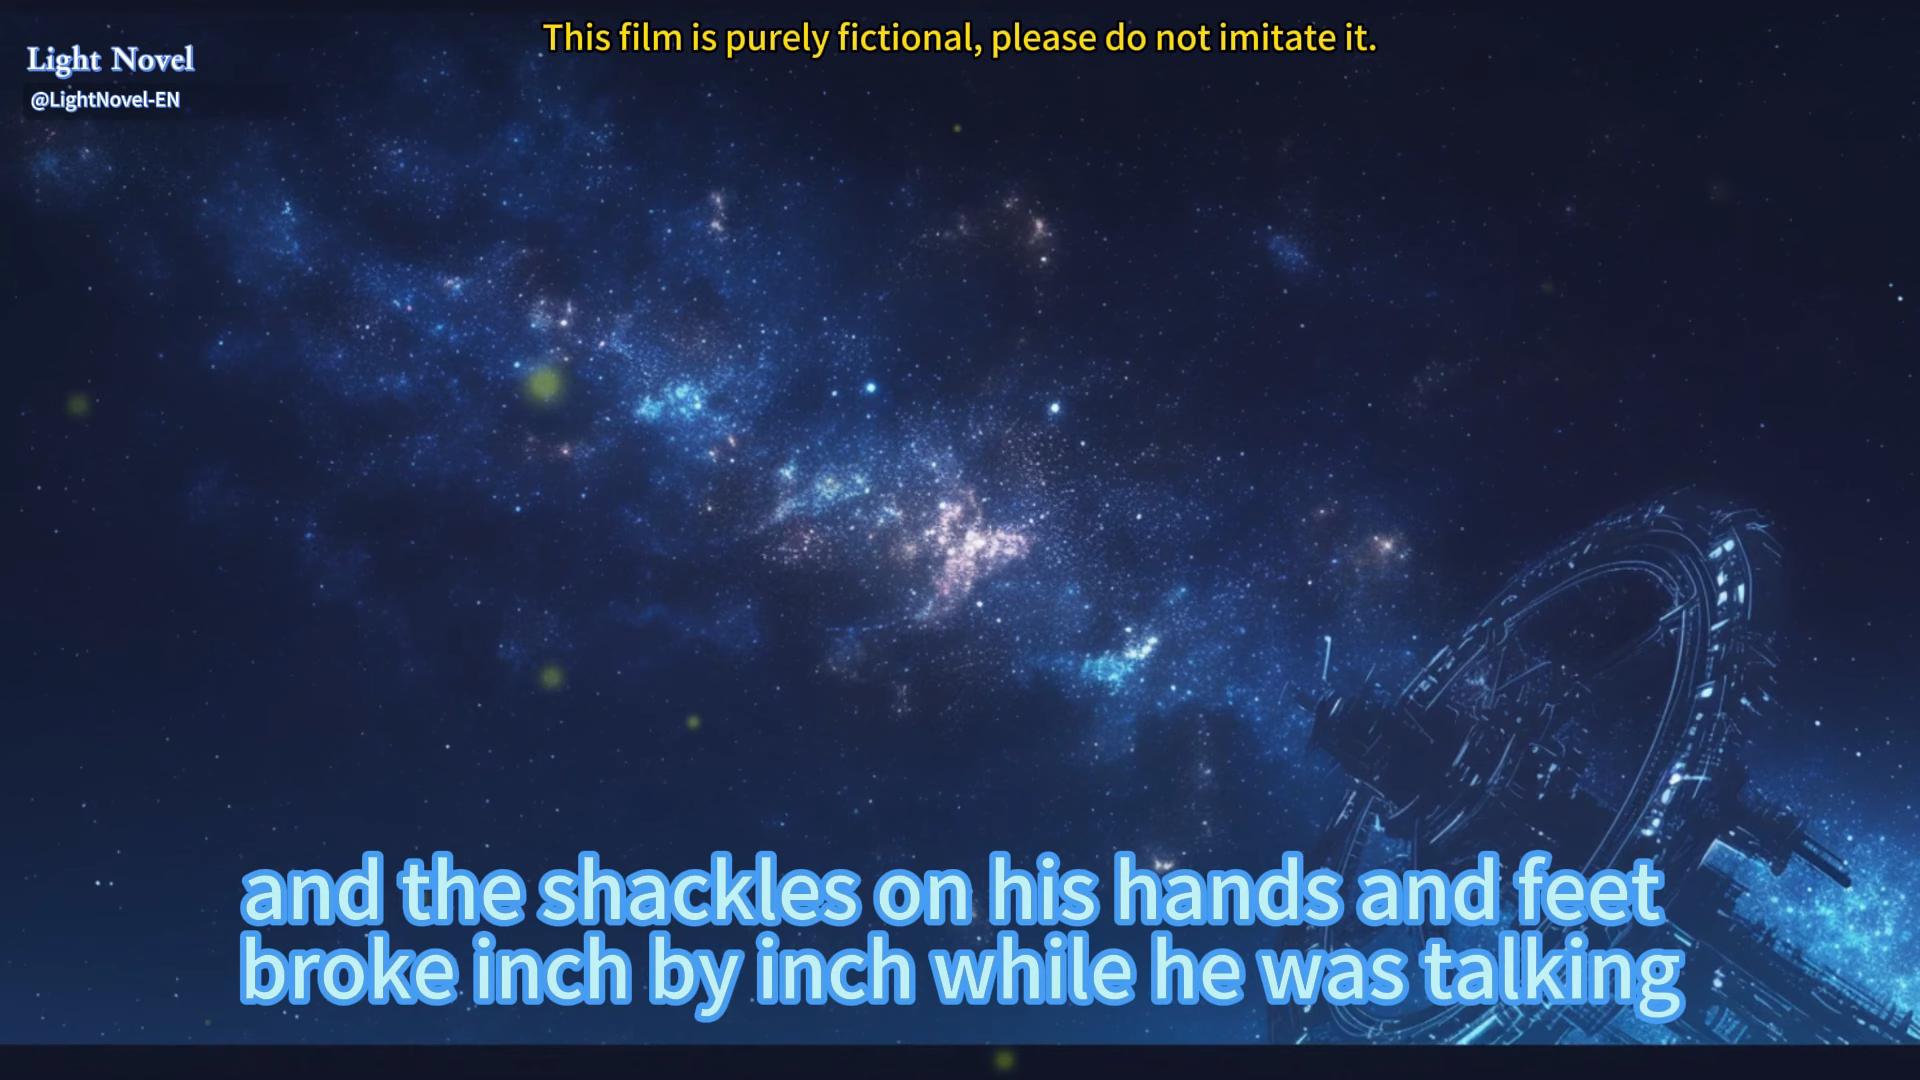 This film is purely fictional, please do not imitate it.
Light Novel
@LightNovel-EN
and the shackles on his hands and feet
broke inch by inch while he was talking